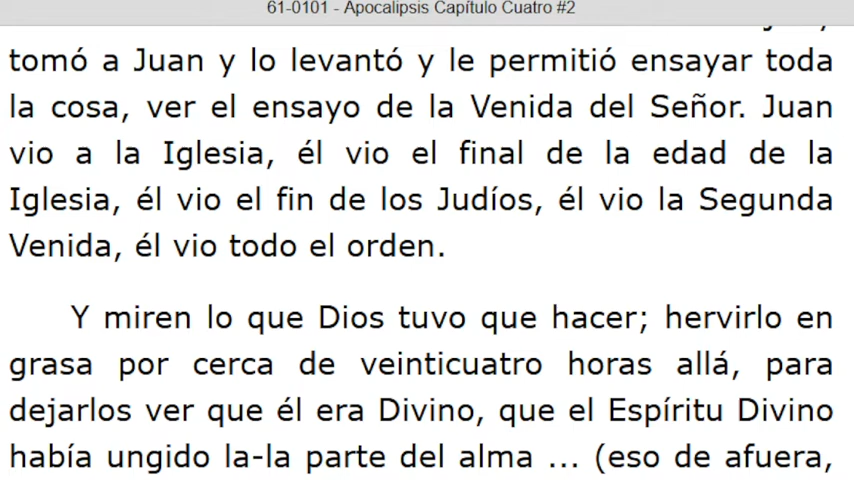 61-0101 - Apocalipsis Capítulo Cuatro #2
tomó a Juan y lo levantó y le permitió ensayar toda
la cosa, ver el ensayo de la Venida del Señor. Juan
vio a la Iglesia, él vio el final de la edad de la
Iglesia, él vio el fin de los Judíos, él vio la Segunda
Venida, él vio todo el orden.
Y miren lo que Dios tuvo que hacer; hervirlo en
grasa por cerca de veinticuatro horas allá, para
dejarlos ver que él era Divino, que el Espíritu Divino
había ungido la-la parte del alma ... (eso de afuera,